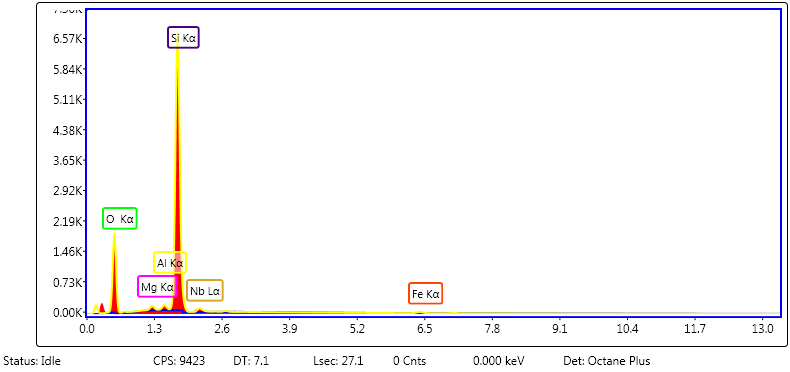 7.30K
6.57K
Si Kα
5.84K
5.11K
4.38K
3.65K
2.92K
2.19K
O Kα
1.46K
Al Kα
0.73K
Mg Kα
Nb Lα
Fe Kα
0.00K
0.0 1.3 2.6 3.9 5.2 6.5 7.8 9.1 10.4 11.7 13.0
Status: Idle CPS: 9423 DT: 7.1 Lsec: 27.1 0 Cnts 0.000 keV Det: Octane Plus